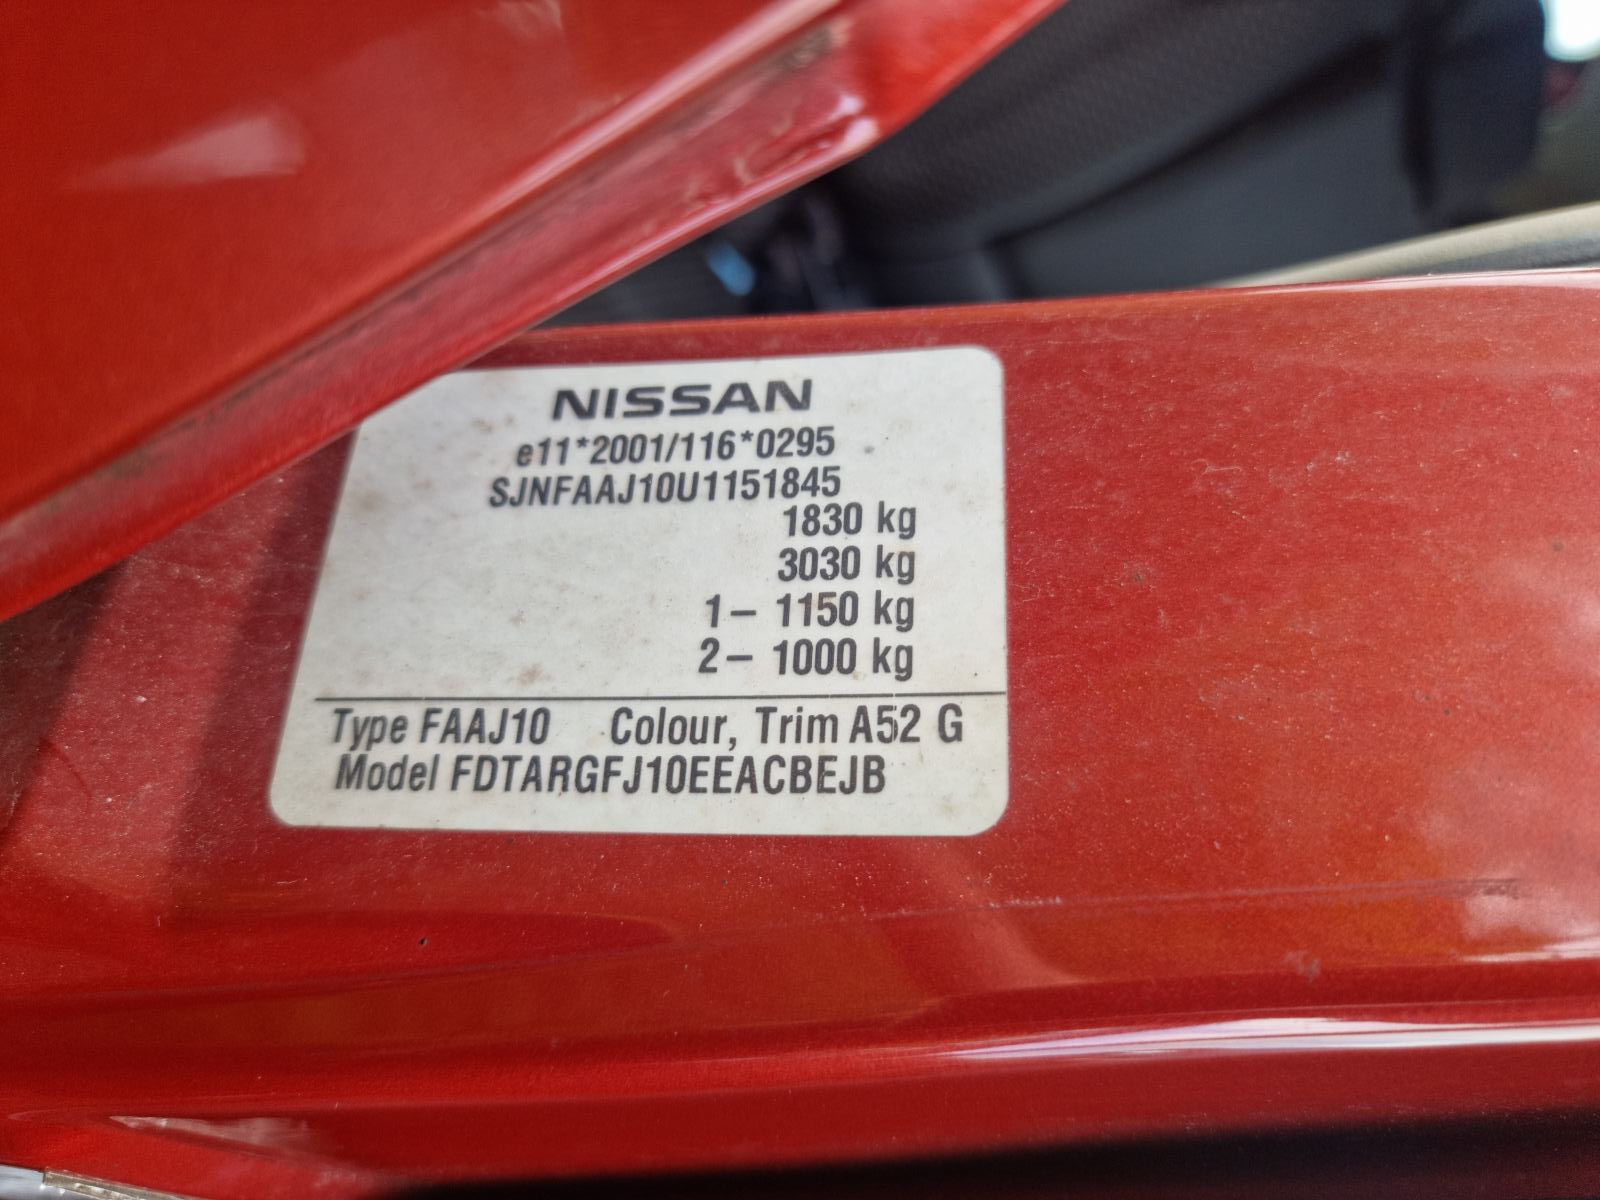 NISSAN
e11*2001/116*0295
SJNFAAJ10U1151845
1830 kg
3030 kg
1– 1150 kg
2– 1000 kg
Type FAAJ10 Colour, Trim A52 G
Model FDTARGFJ10EEACBEJB